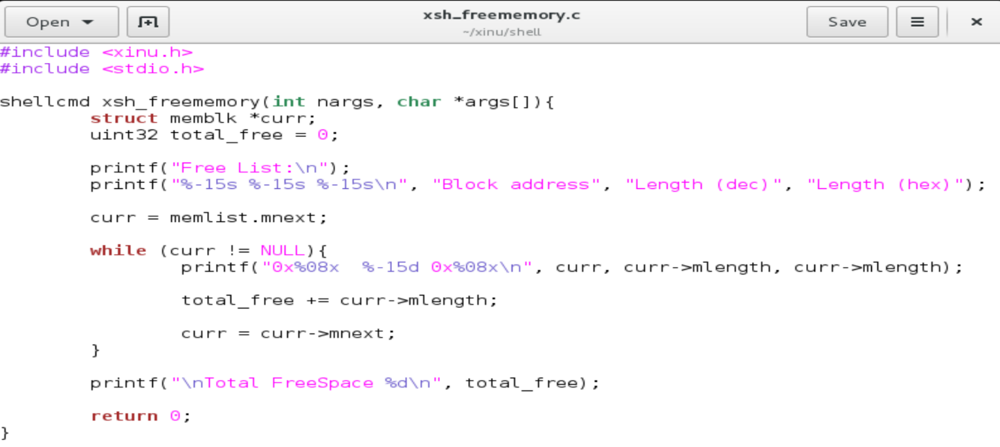 Open
xsh_freememory.c
~/xinu/shell
Save
#include <xinu.h>
#include <stdio.h>
shellcmd xsh_freememory(int nargs, char *args[]){
struct memblk *curr;
uint32 total_free = 0;
printf("Free List:\n");
printf("%-15s %-15s %-15s\n", "Block address", "Length (dec)", "Length (hex)");
curr = memlist.mnext;
while (curr != NULL){
printf("0x%08x  %-15d 0x%08x\n", curr, curr->mlength, curr->mlength);
total_free += curr->mlength;
curr = curr->mnext;
}
printf("\nTotal FreeSpace %d\n", total_free);
return 0;
}